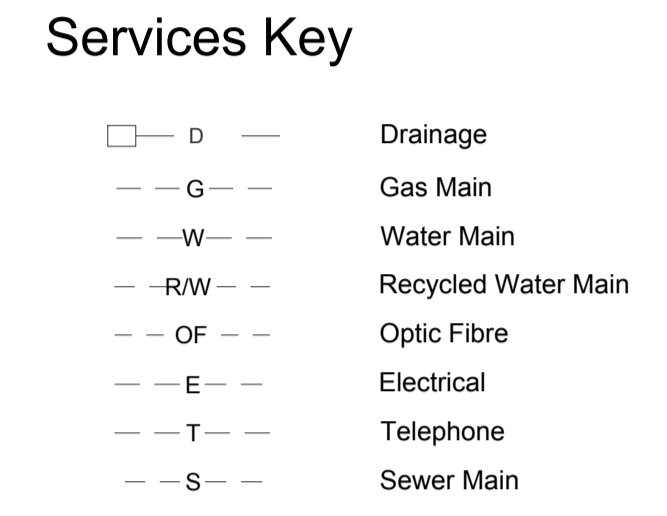 Services Key
D Drainage
G Gas Main
W Water Main
R/W Recycled Water Main
OF Optic Fibre
E Electrical
T Telephone
S Sewer Main